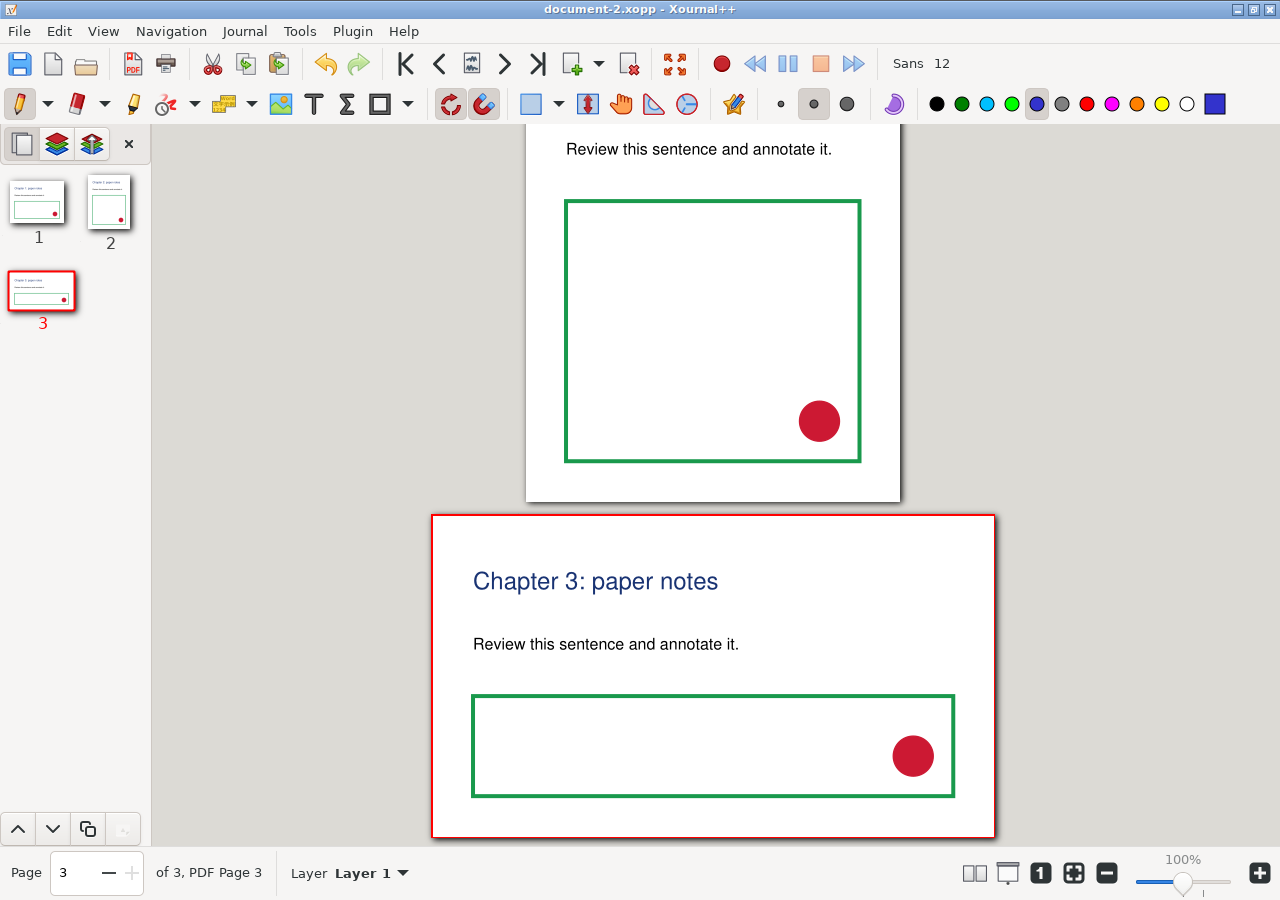 document-2.xopp - Xournal++
File Edit View Navigation Journal Tools Plugin Help
PDF
Sans 12
1
2
3
Review this sentence and annotate it.
Chapter 3: paper notes
Review this sentence and annotate it.
Page 3 of 3, PDF Page 3 Layer Layer 1
1
100%